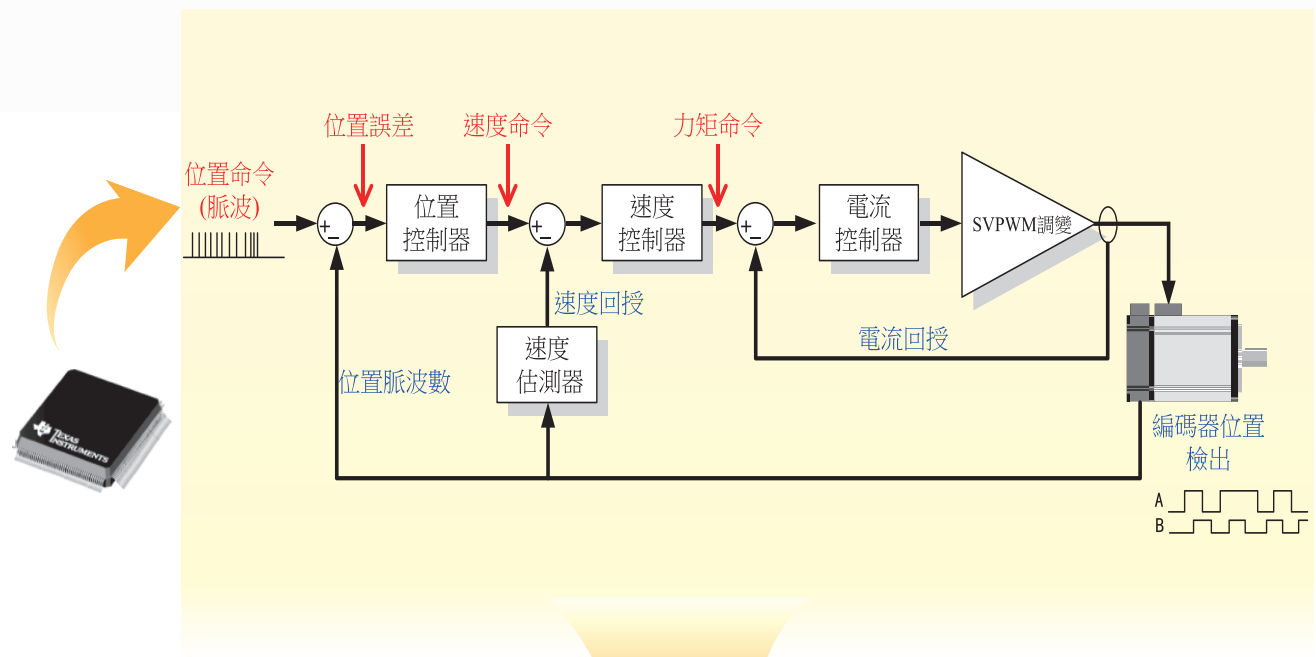 位置誤差
速度命令
力矩命令
位置命令
(脈波)
+
−
位置
控制器
+
−
速度
控制器
+
−
電流
控制器
SVPWM調變
速度回授
電流回授
速度
估測器
位置脈波數
TEXAS
INSTRUMENTS
編碼器位置
檢出
A
B